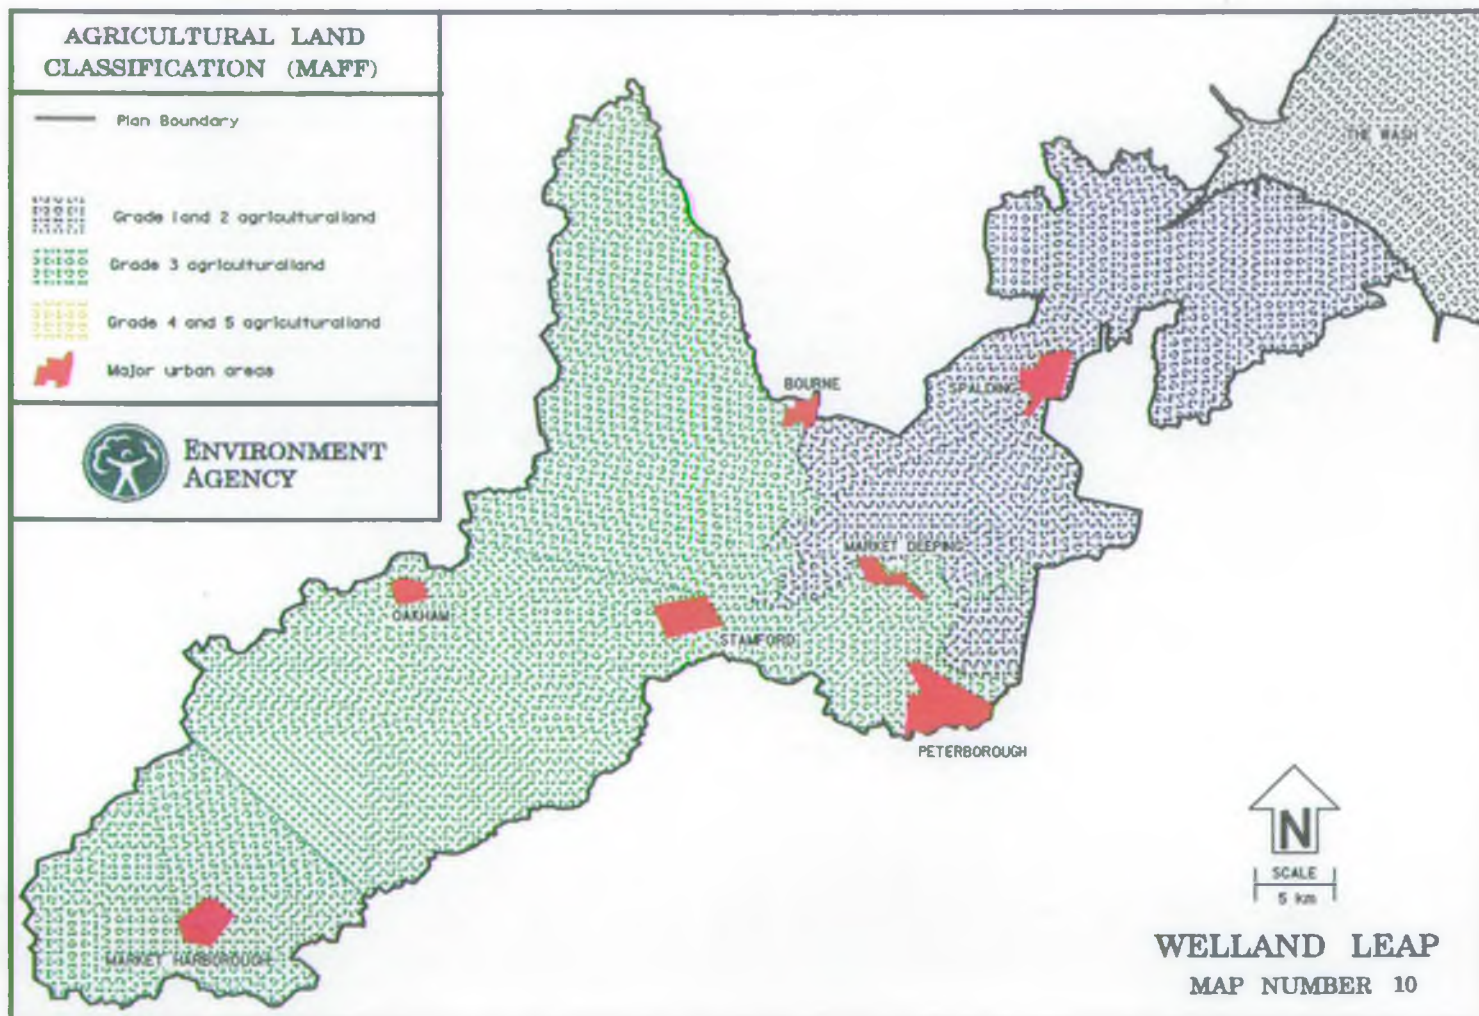 AGRICULTURAL LAND
CLASSIFICATION (MAFF)
Plan Boundary
Grade 1 and 2 agricultural land
Grade 3 agricultural land
Grade 4 and 5 agricultural land
Major urban areas
ENVIRONMENT
AGENCY
THE WASH
BOURNE
SPALDING
MARKET DEEPING
OAKHAM
STAMFORD
PETERBOROUGH
MARKET HARBOROUGH
N
SCALE
5 km
WELLAND LEAP
MAP NUMBER 10